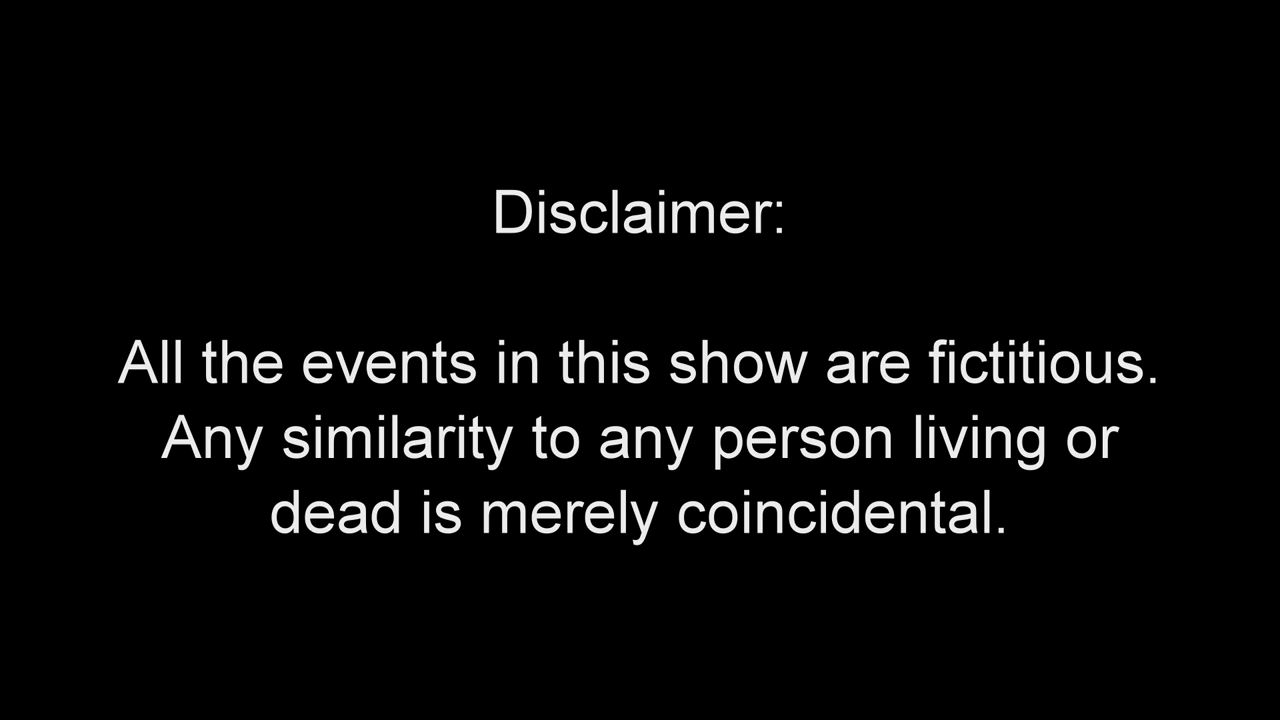 Disclaimer:
All the events in this show are fictitious.
Any similarity to any person living or
dead is merely coincidental.